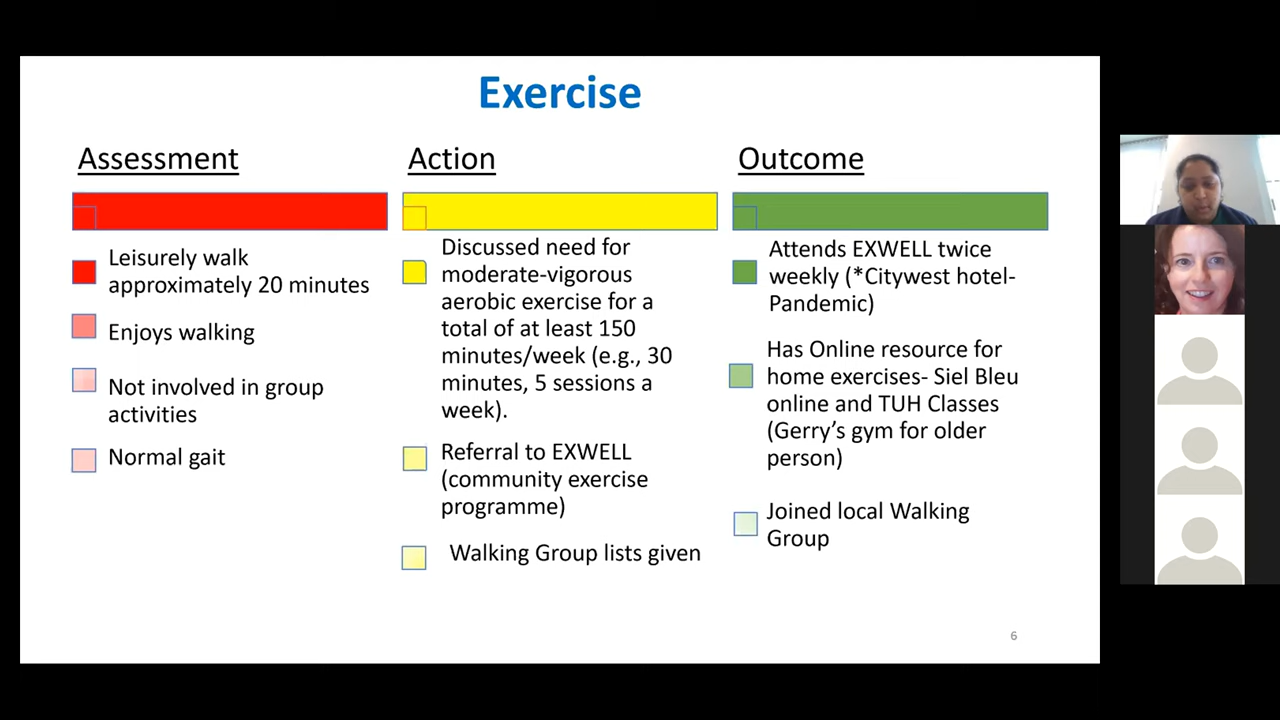 Exercise
Assessment
Leisurely walk
approximately 20 minutes
Enjoys walking
Not involved in group
activities
Normal gait
Action
Discussed need for
moderate-vigorous
aerobic exercise for a
total of at least 150
minutes/week (e.g., 30
minutes, 5 sessions a
week).
Referral to EXWELL
(community exercise
programme)
Walking Group lists given
Outcome
Attends EXWELL twice
weekly (*Citywest hotel-
Pandemic)
Has Online resource for
home exercises- Siel Bleu
online and TUH Classes
(Gerry's gym for older
person)
Joined local Walking
Group
6